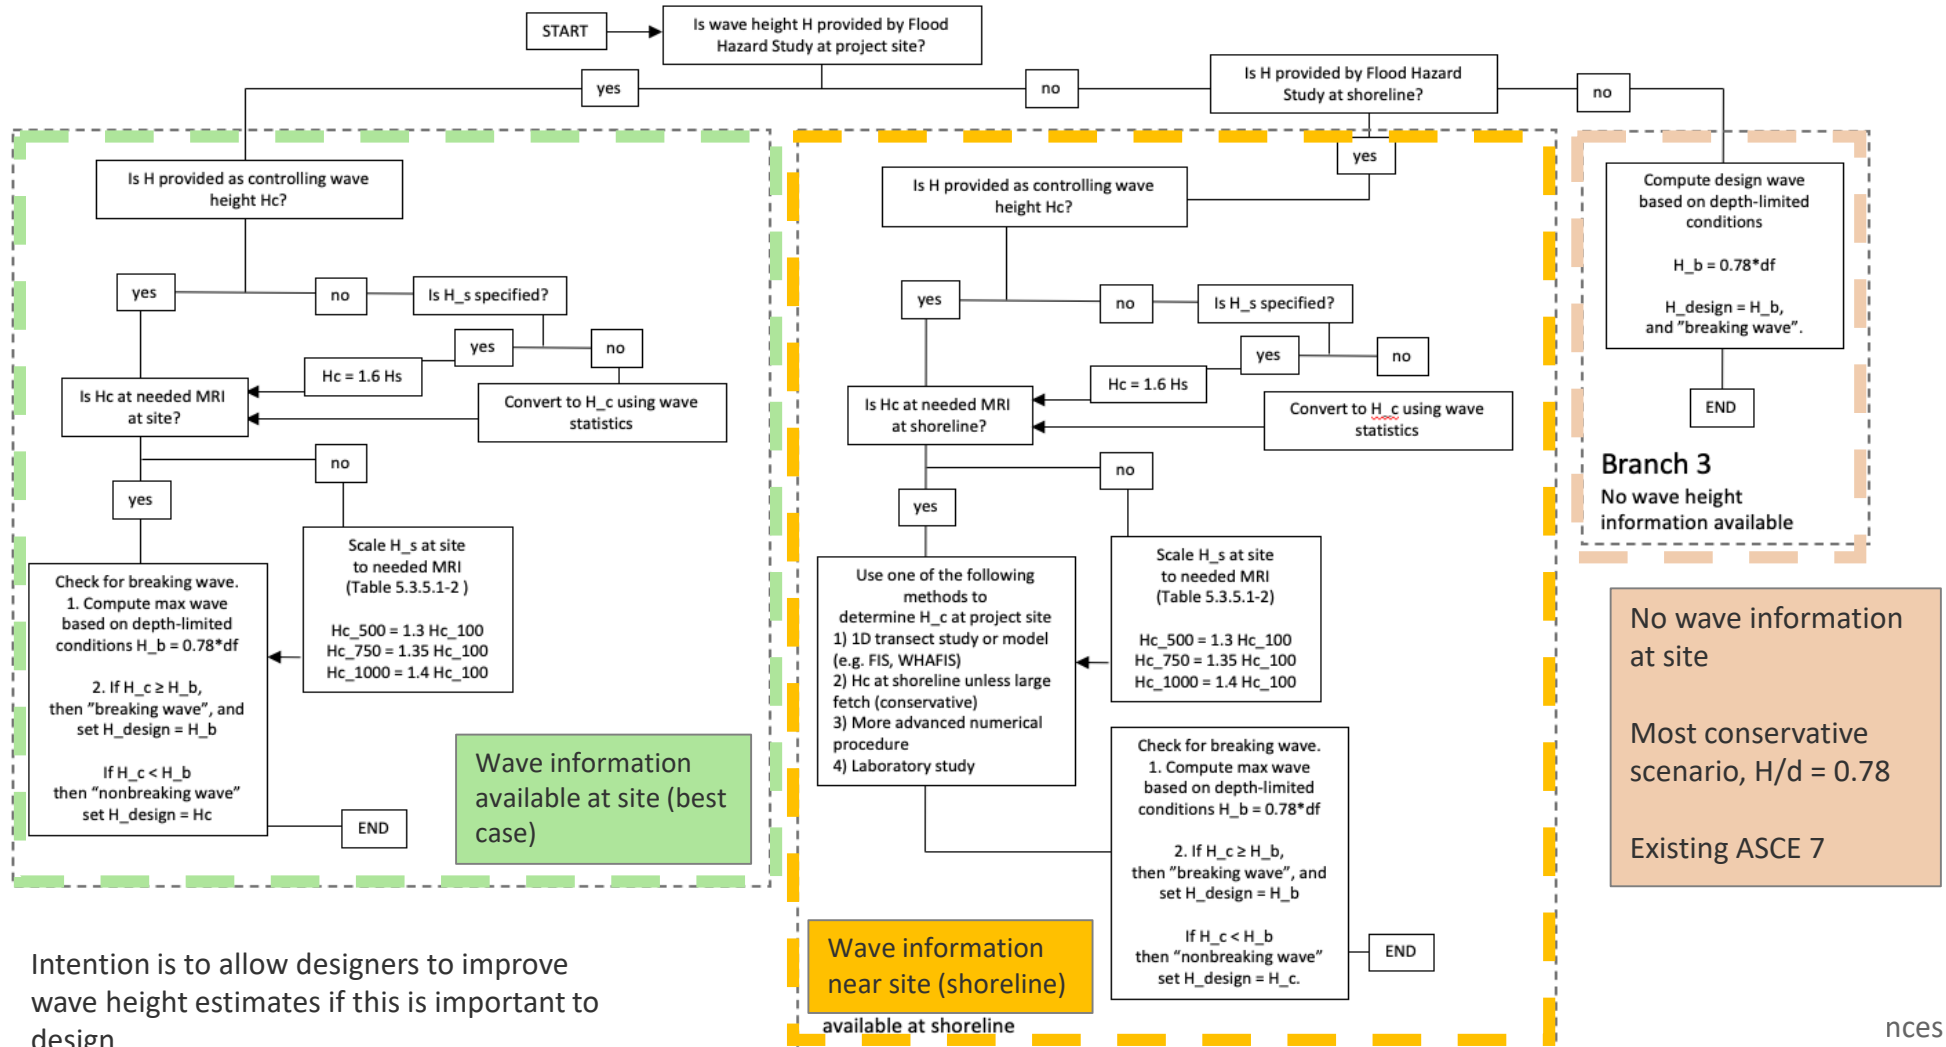 START
Is wave height H provided by Flood
Hazard Study at project site?
yes
no
Is H provided by Flood Hazard
Study at shoreline?
no
yes
Is H provided as controlling wave
height Hc?
yes
no
Is H_s specified?
yes
no
Hc = 1.6 Hs
Is Hc at needed MRI
at site?
Convert to H_c using wave
statistics
no
yes
Scale H_s at site
to needed MRI
(Table 5.3.5.1-2 )
Hc_500 = 1.3 Hc_100
Hc_750 = 1.35 Hc_100
Hc_1000 = 1.4 Hc_100
Check for breaking wave.
1. Compute max wave
based on depth-limited
conditions H_b = 0.78*df
2. If H_c ≥ H_b,
then ”breaking wave”, and
set H_design = H_b
If H_c < H_b
then “nonbreaking wave”
set H_design = Hc
END
Wave information
available at site (best
case)
Is H provided as controlling wave
height Hc?
yes
no
Is H_s specified?
yes
no
Hc = 1.6 Hs
Is Hc at needed MRI
at shoreline?
Convert to H_c using wave
statistics
no
yes
Scale H_s at site
to needed MRI
(Table 5.3.5.1-2)
Hc_500 = 1.3 Hc_100
Hc_750 = 1.35 Hc_100
Hc_1000 = 1.4 Hc_100
Use one of the following
methods to
determine H_c at project site
1) 1D transect study or model
(e.g. FIS, WHAFIS)
2) Hc at shoreline unless large
fetch (conservative)
3) More advanced numerical
procedure
4) Laboratory study
Check for breaking wave.
1. Compute max wave
based on depth-limited
conditions H_b = 0.78*df
2. If H_c ≥ H_b,
then ”breaking wave”, and
set H_design = H_b
If H_c < H_b
then “nonbreaking wave”
set H_design = H_c.
END
Wave information
near site (shoreline)
available at shoreline
Compute design wave
based on depth-limited
conditions
H_b = 0.78*df
H_design = H_b,
and ”breaking wave”.
END
Branch 3
No wave height
information available
No wave information
at site
Most conservative
scenario, H/d = 0.78
Existing ASCE 7
Intention is to allow designers to improve
wave height estimates if this is important to
design
nces